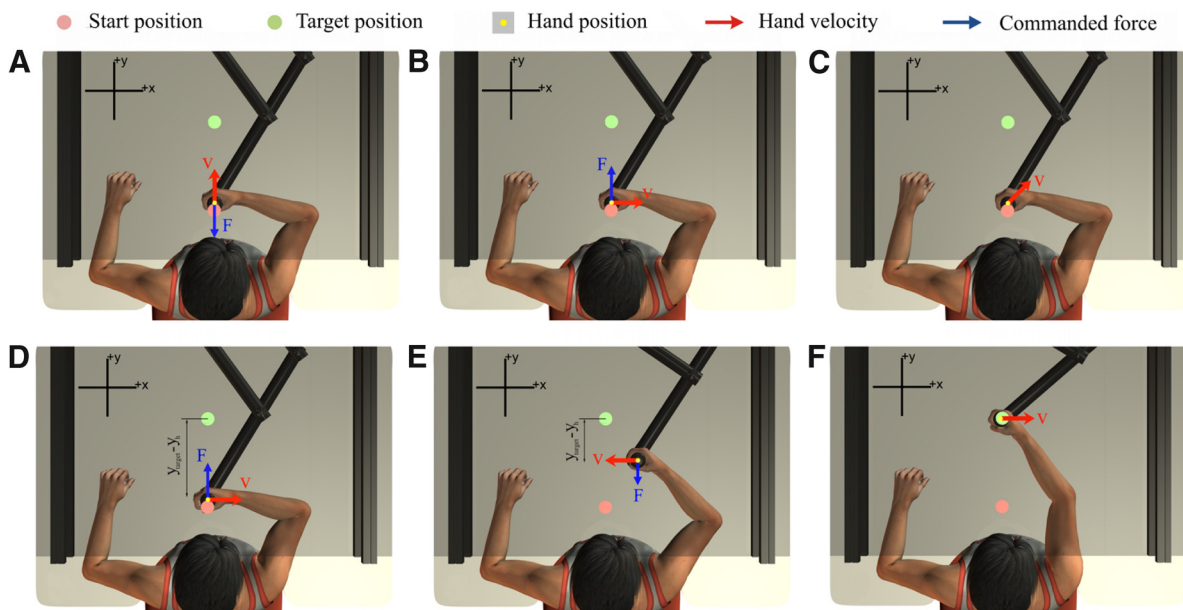 Start position Target position Hand position Hand velocity Commanded force
A B C
+y +y +y
+x +x +x
V F
F V
V
D E F
+y +y +y
+x +x +x
y_target-y_h
F V
y_target-y_h
V F
V